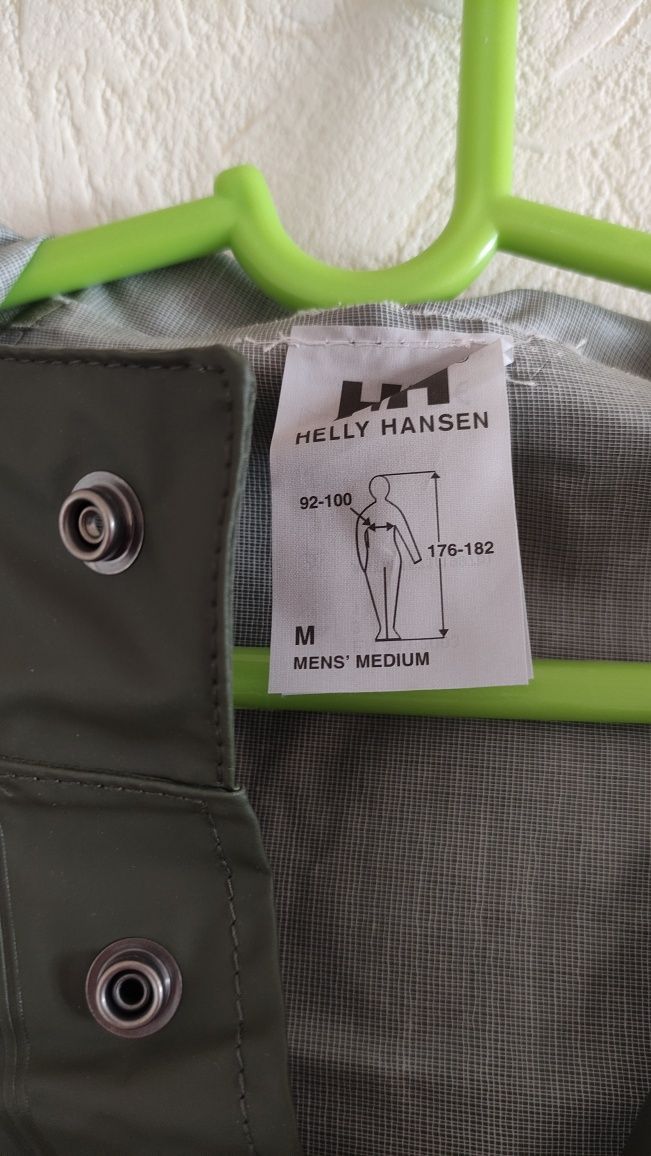 HH
HELLY HANSEN
92-100
176-182
M
MENS' MEDIUM